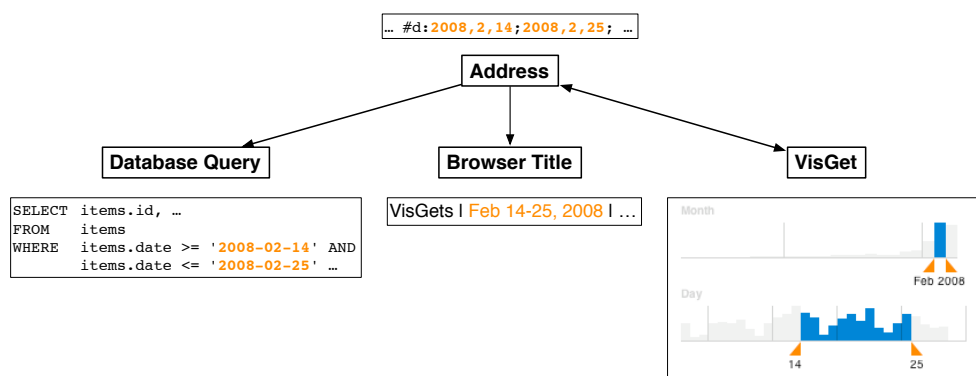 … #d:2008,2,14;2008,2,25; …
Address
Database Query
Browser Title
VisGet
SELECT items.id, …
FROM items
WHERE items.date >= '2008-02-14' AND
items.date <= '2008-02-25' …
VisGets | Feb 14-25, 2008 | …
Month
Feb 2008
Day
14
25